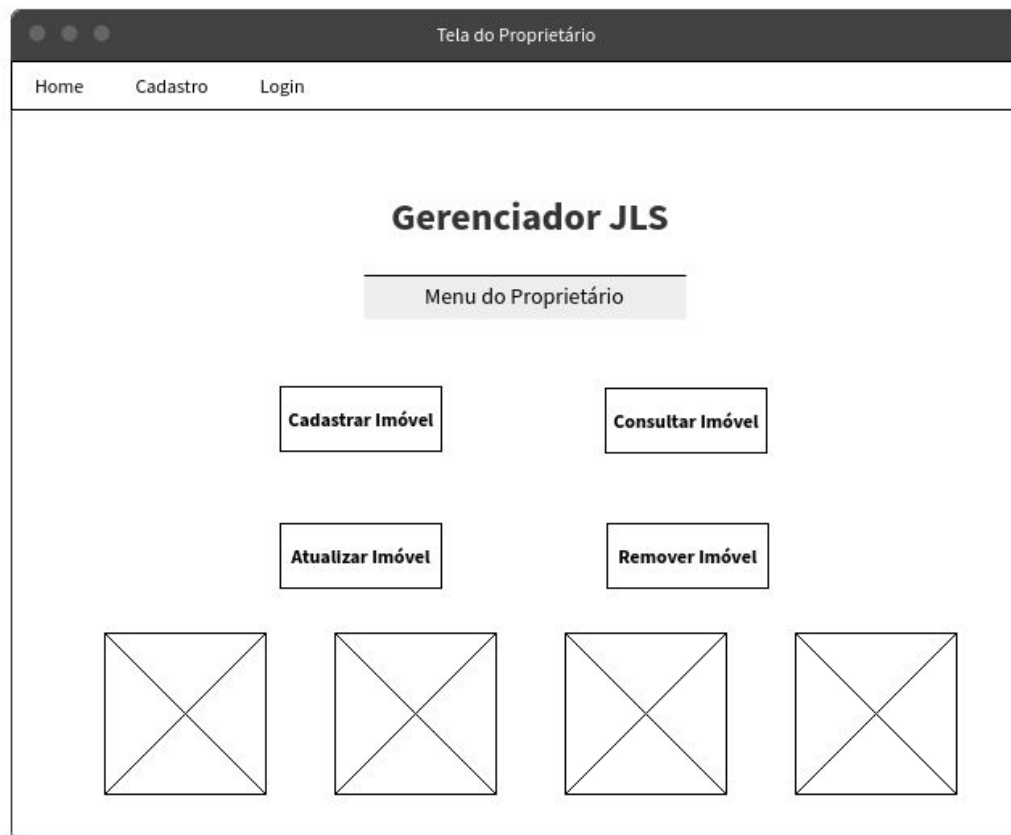 Tela do Proprietário
Home Cadastro Login
Gerenciador JLS
Menu do Proprietário
Cadastrar Imóvel Consultar Imóvel
Atualizar Imóvel Remover Imóvel